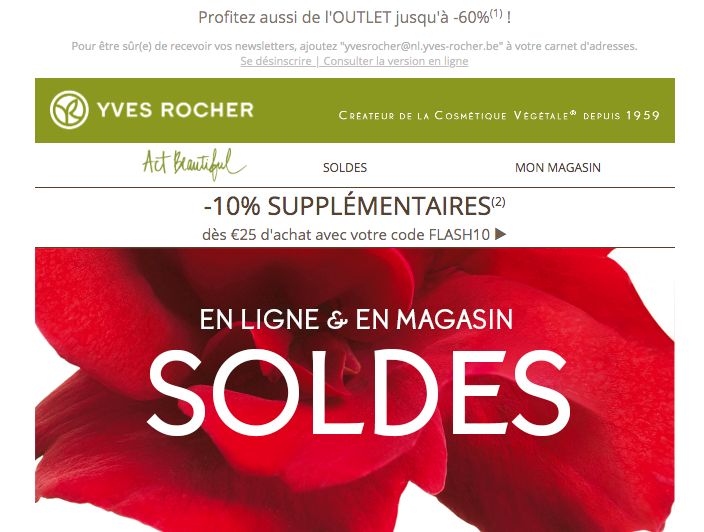 Profitez aussi de l'OUTLET jusqu'à -60%(1) !
Pour être sûr(e) de recevoir vos newsletters, ajoutez "yvesrocher@nl.yves-rocher.be" à votre carnet d'adresses.
Se désinscrire | Consulter la version en ligne
YVES ROCHER
Créateur de la Cosmétique Végétale® depuis 1959
Act Beautiful
SOLDES
MON MAGASIN
-10% SUPPLÉMENTAIRES(2)
dès €25 d'achat avec votre code FLASH10 ▶
EN LIGNE & EN MAGASIN
SOLDES